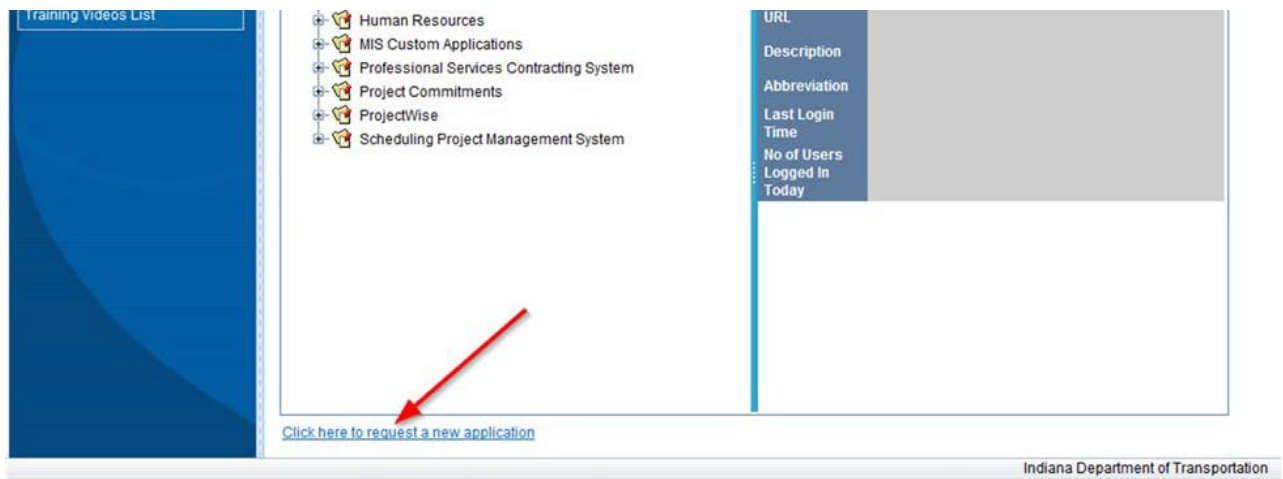 Training Videos List
Human Resources
MIS Custom Applications
Professional Services Contracting System
Project Commitments
ProjectWise
Scheduling Project Management System
URL
Description
Abbreviation
Last Login
Time
No of Users
Logged In
Today
Click here to request a new application
Indiana Department of Transportation